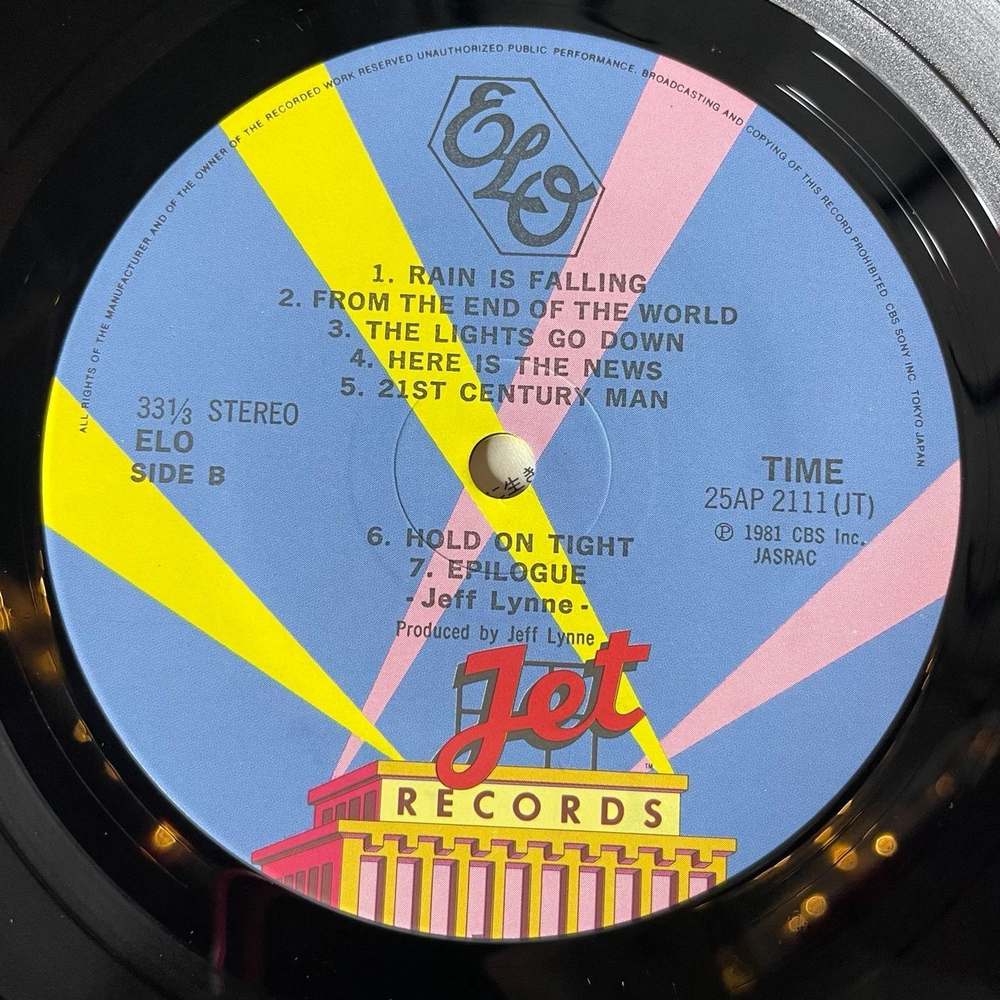 ALL RIGHTS OF THE MANUFACTURER AND OF THE OWNER OF THE RECORDED WORK RESERVED UNAUTHORIZED PUBLIC PERFORMANCE. BROADCASTING AND COPYING OF THIS RECORD PROHIBITED. CBS SONY INC. TOKYO JAPAN
ELO
1. RAIN IS FALLING
2. FROM THE END OF THE WORLD
3. THE LIGHTS GO DOWN
4. HERE IS THE NEWS
5. 21ST CENTURY MAN
33⅓ STEREO
ELO
SIDE B
TIME
25AP 2111 (JT)
Ⓟ 1981 CBS Inc.
JASRAC
に生き
6. HOLD ON TIGHT
7. EPILOGUE
- Jeff Lynne -
Produced by Jeff Lynne
Jet
TM
RECORDS